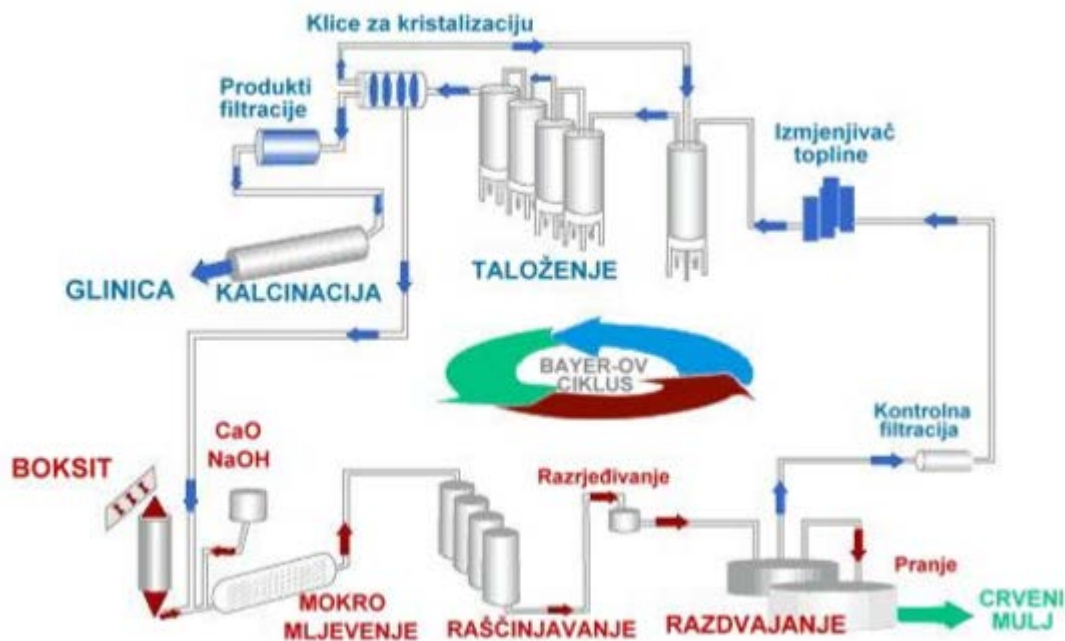 Klice za kristalizaciju
Produkti
filtracije
Izmjenjivač
topline
TALOŽENJE
GLINICA
KALCINACIJA
BAYER-OV
CIKLUS
Kontrolna
filtracija
CaO
NaOH
BOKSIT
Razrjeđivanje
Pranje
MOKRO
MLJEVENJE
RAŠČINJAVANJE
RAZDVAJANJE
CRVENI
MULJ